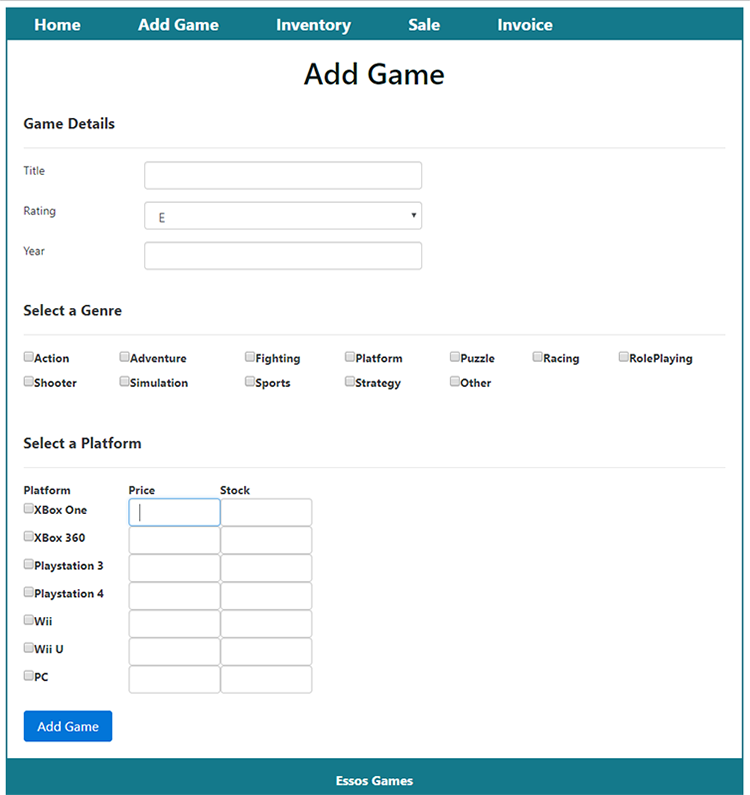 Home Add Game Inventory Sale Invoice
Add Game
Game Details
Title
Rating E
Year
Select a Genre
Action Adventure Fighting Platform Puzzle Racing RolePlaying
Shooter Simulation Sports Strategy Other
Select a Platform
Platform Price Stock
XBox One
XBox 360
Playstation 3
Playstation 4
Wii
Wii U
PC
Add Game
Essos Games